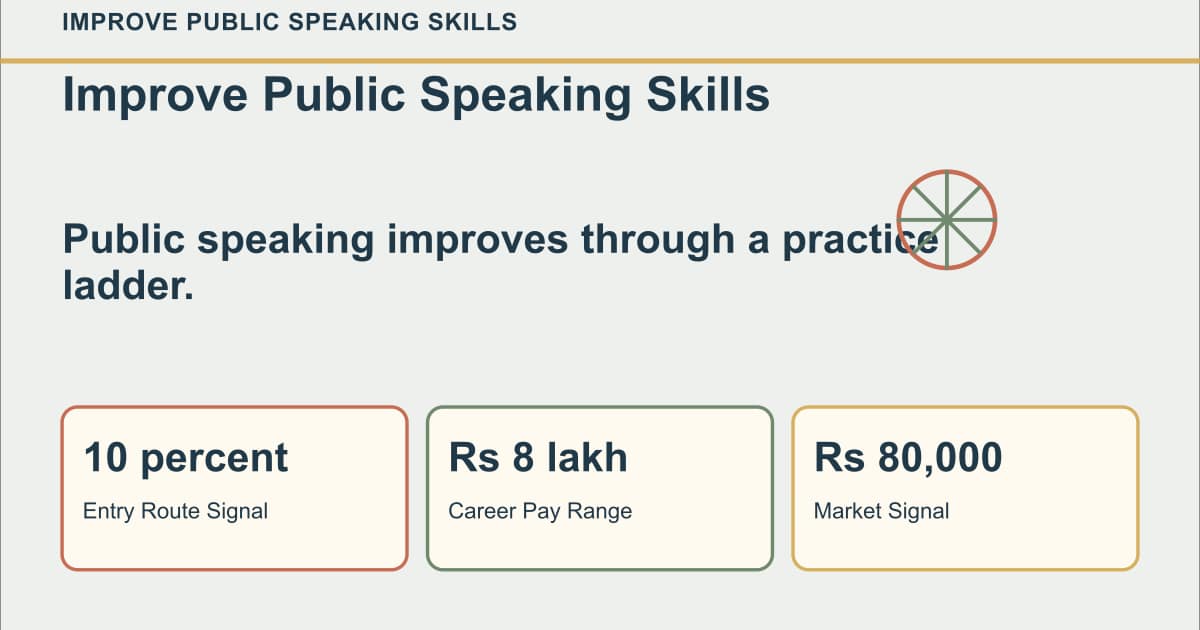 IMPROVE PUBLIC SPEAKING SKILLS
Improve Public Speaking Skills
Public speaking improves through a practice
ladder.
10 percent
Entry Route Signal
Rs 8 lakh
Career Pay Range
Rs 80,000
Market Signal